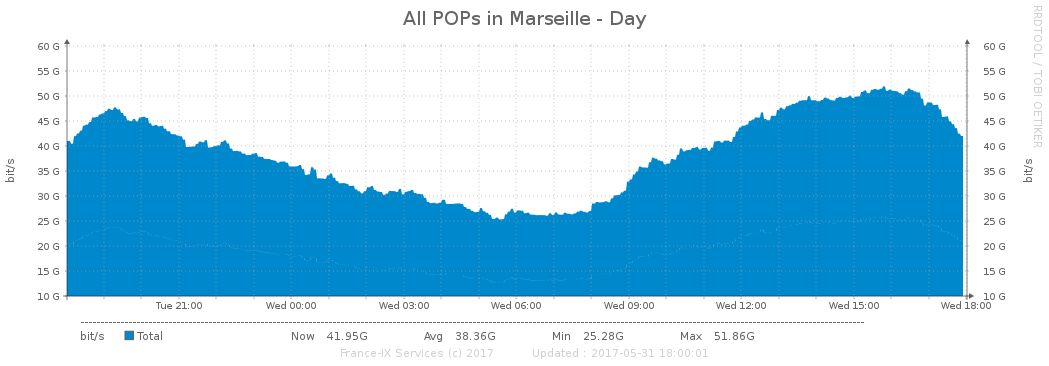 All POPs in Marseille - Day
RRDTOOL / TOBI OETIKER
60 G 60 G
55 G 55 G
50 G 50 G
45 G 45 G
40 G 40 G
35 G 35 G
30 G 30 G
25 G 25 G
20 G 20 G
15 G 15 G
10 G 10 G
bit/s
bit/s
Tue 21:00 Wed 00:00 Wed 03:00 Wed 06:00 Wed 09:00 Wed 12:00 Wed 15:00 Wed 18:00
bit/s Total Now 41.95G Avg 38.36G Min 25.28G Max 51.86G
France-IX Services (c) 2017 Updated : 2017-05-31 18:00:01